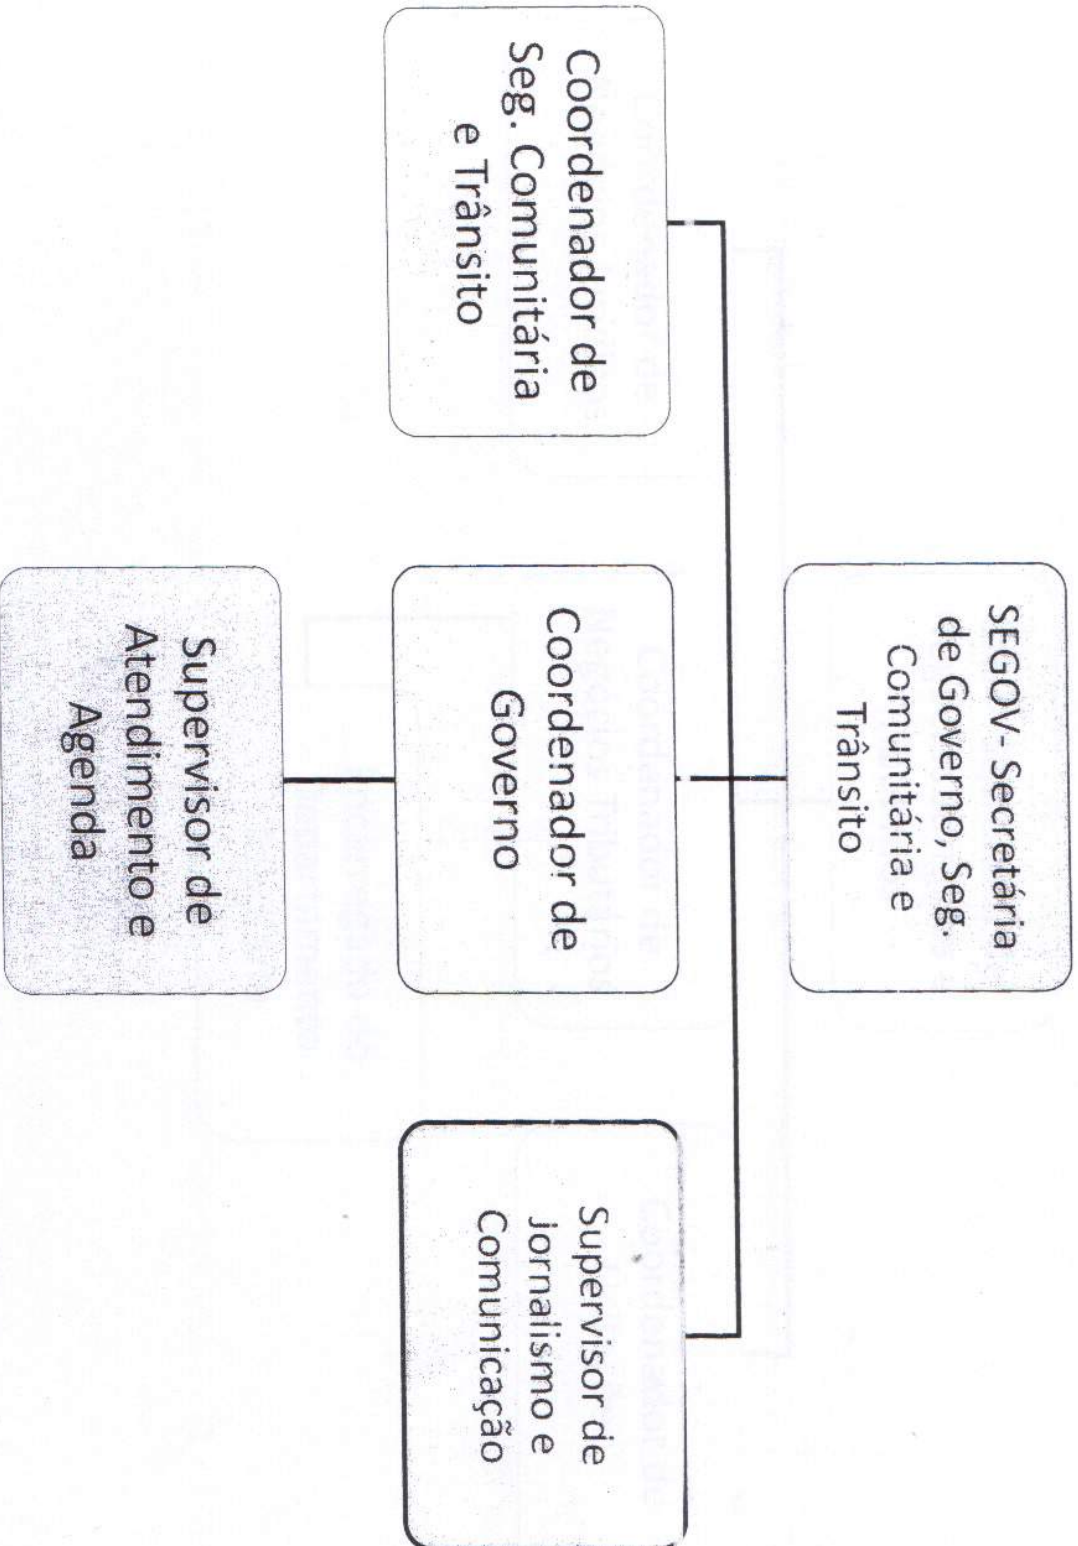 SEGOV- Secretária
de Governo, Seg.
Comunitária e
Trânsito
Coordenador de
Seg. Comunitária
e Trânsito
Coordenador de
Governo
Supervisor de
jornalismo e
Comunicação
Supervisor de
Atendimento e
Agenda